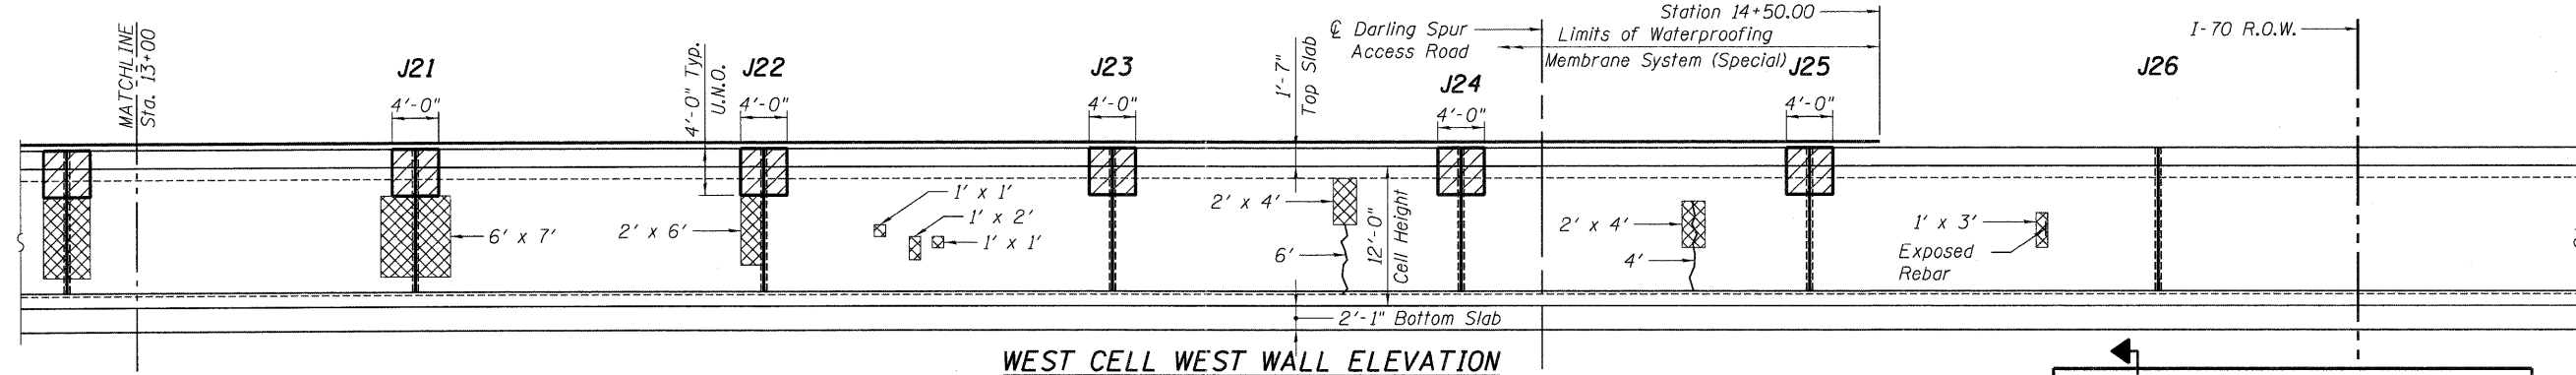 MATCHLINE
Sta. 13+00
J21
4'-0"
4'-0" Typ.
U.N.O.
J22
4'-0"
J23
4'-0"
1'-7"
Top Slab
℄ Darling Spur
Access Road
J24
4'-0"
Station 14+50.00
Limits of Waterproofing
Membrane System (Special)
J25
4'-0"
J26
I-70 R.O.W.
6' x 7'
2' x 6'
1' x 1'
1' x 2'
1' x 1'
2' x 4'
6'
12'-0"
Cell Height
2' x 4'
4'
1' x 3'
Exposed
Rebar
2'-1" Bottom Slab
WEST CELL WEST WALL ELEVATION